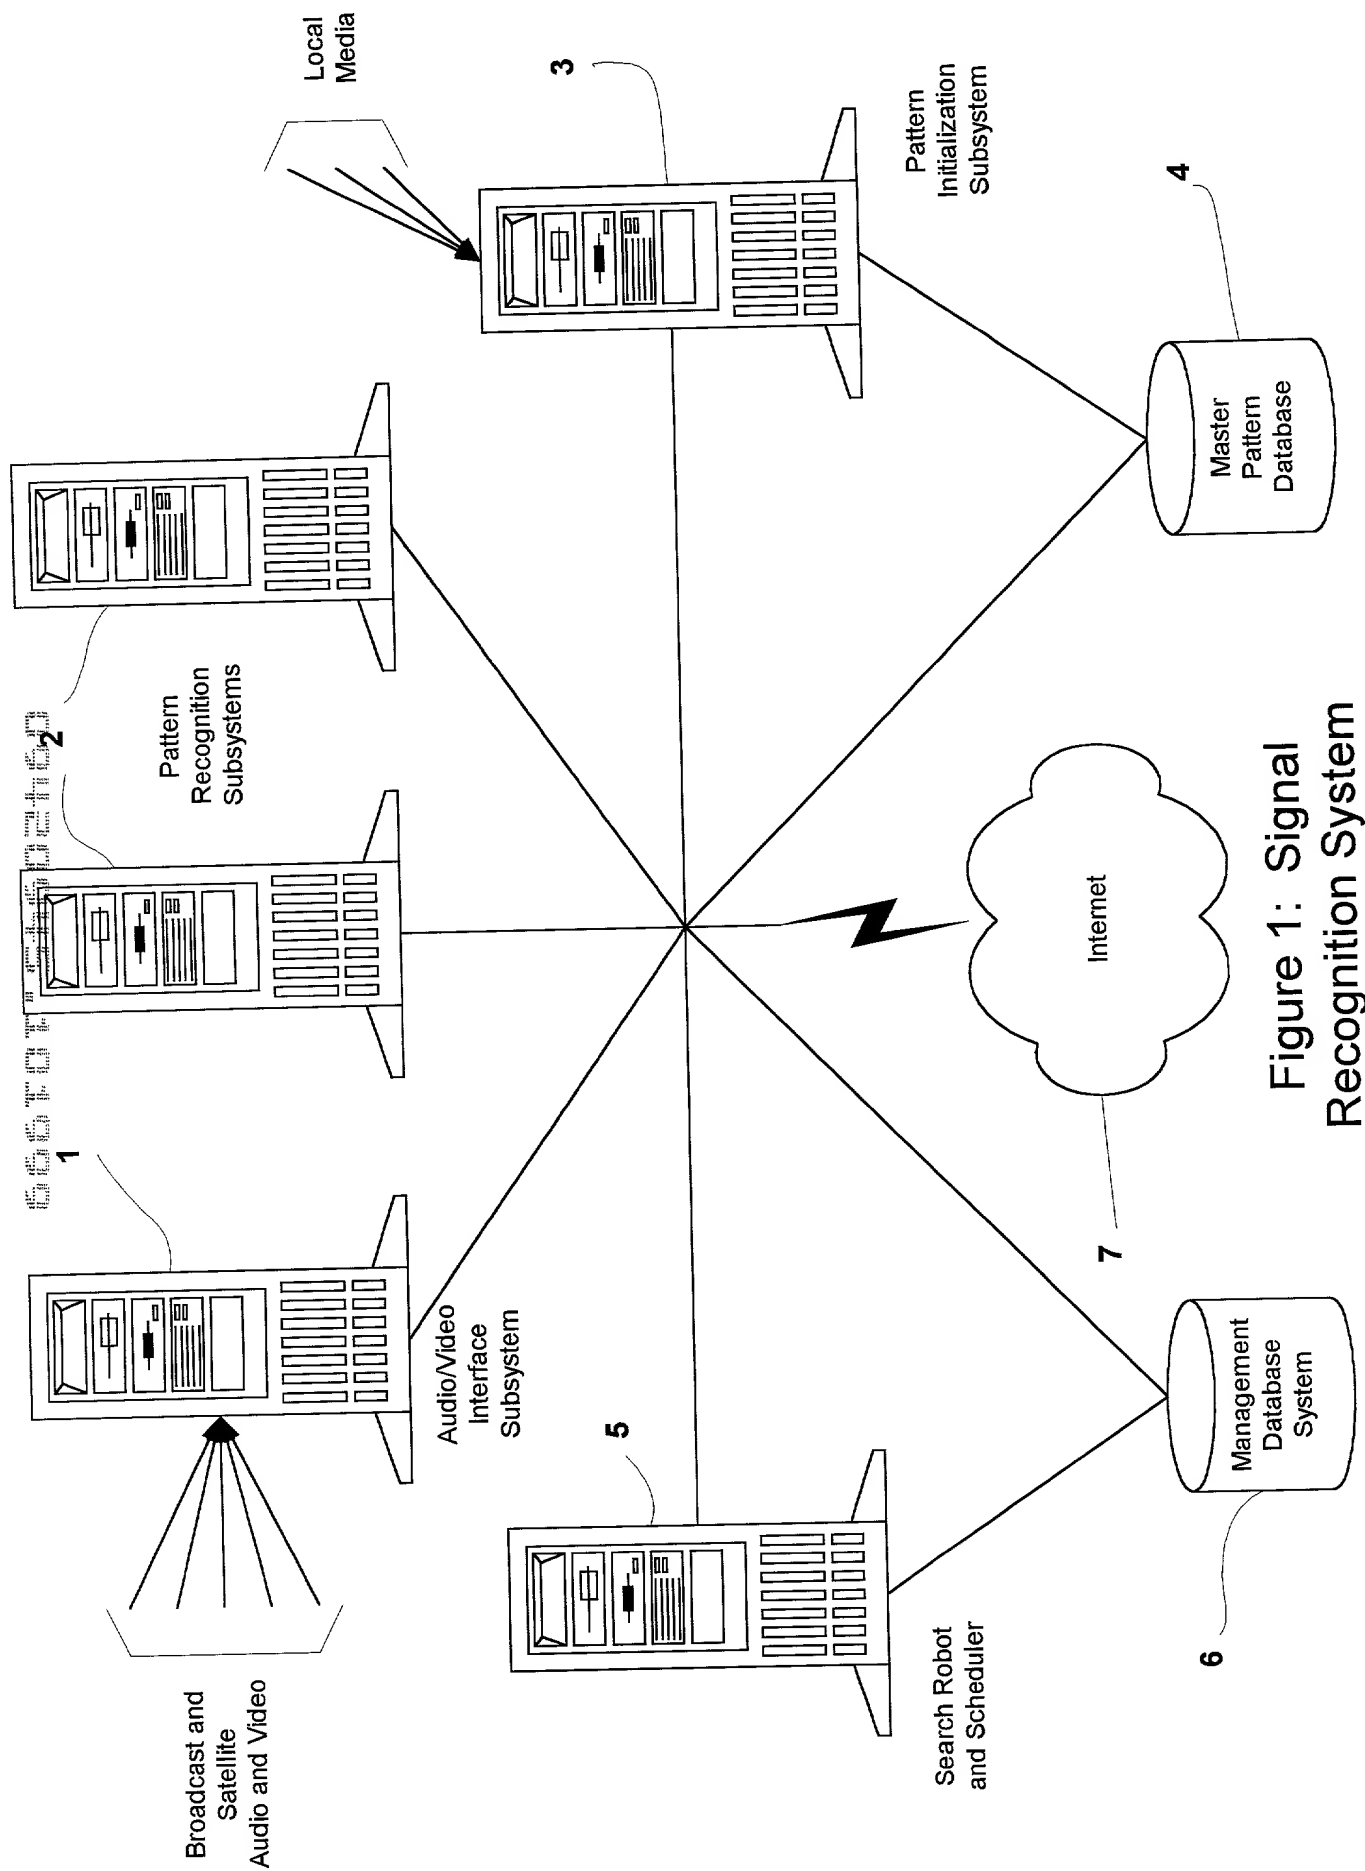 Broadcast and
Satellite
Audio and Video
1
2
Pattern
Recognition
Subsystems
Local
Media
Audio/Video
Interface
Subsystem
3
5
Pattern
Initialization
Subsystem
Search Robot
and Scheduler
Internet
7
4
6
Management
Database
System
Master
Pattern
Database
Figure 1: Signal
Recognition System